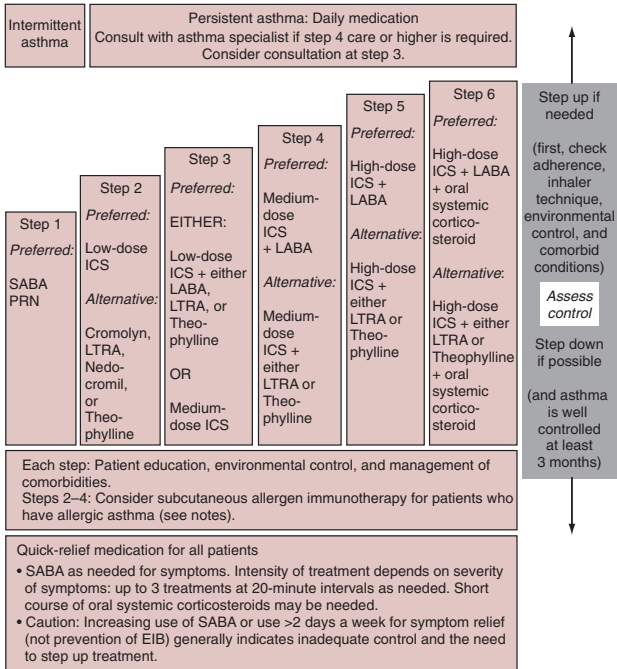 Intermittent
asthma
Persistent asthma: Daily medication
Consult with asthma specialist if step 4 care or higher is required.
Consider consultation at step 3.
Step 1
Preferred:
SABA
PRN
Step 2
Preferred:
Low-dose
ICS
Alternative:
Cromolyn,
LTRA,
Nedo-
cromil,
or
Theo-
phylline
Step 3
Preferred:
EITHER:
Low-dose
ICS + either
LABA,
LTRA, or
Theo-
phylline
OR
Medium-
dose ICS
Step 4
Preferred:
Medium-
dose
ICS
+ LABA
Alternative:
Medium-
dose
ICS +
either
LTRA or
Theo-
phylline
Step 5
Preferred:
High-dose
ICS +
LABA
Alternative:
High-dose
ICS +
either
LTRA or
Theo-
phylline
Step 6
Preferred:
High-dose
ICS + LABA
+ oral
systemic
cortico-
steroid
Alternative:
High-dose
ICS + either
LTRA or
Theophylline
+ oral
systemic
cortico-
steroid
Step up if
needed
(first, check
adherence,
inhaler
technique,
environmental
control, and
comorbid
conditions)
Assess
control
Step down
if possible
(and asthma
is well
controlled
at least
3 months)
Each step: Patient education, environmental control, and management of
comorbidities.
Steps 2–4: Consider subcutaneous allergen immunotherapy for patients who
have allergic asthma (see notes).
Quick-relief medication for all patients
• SABA as needed for symptoms. Intensity of treatment depends on severity
of symptoms: up to 3 treatments at 20-minute intervals as needed. Short
course of oral systemic corticosteroids may be needed.
• Caution: Increasing use of SABA or use >2 days a week for symptom relief
(not prevention of EIB) generally indicates inadequate control and the need
to step up treatment.